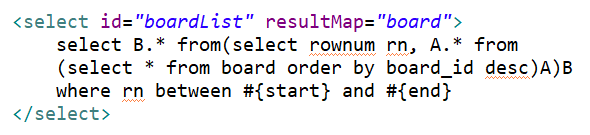 <select id="boardList" resultMap="board">
select B.* from(select rownum rn, A.* from
(select * from board order by board_id desc)A)B
where rn between #{start} and #{end}
</select>